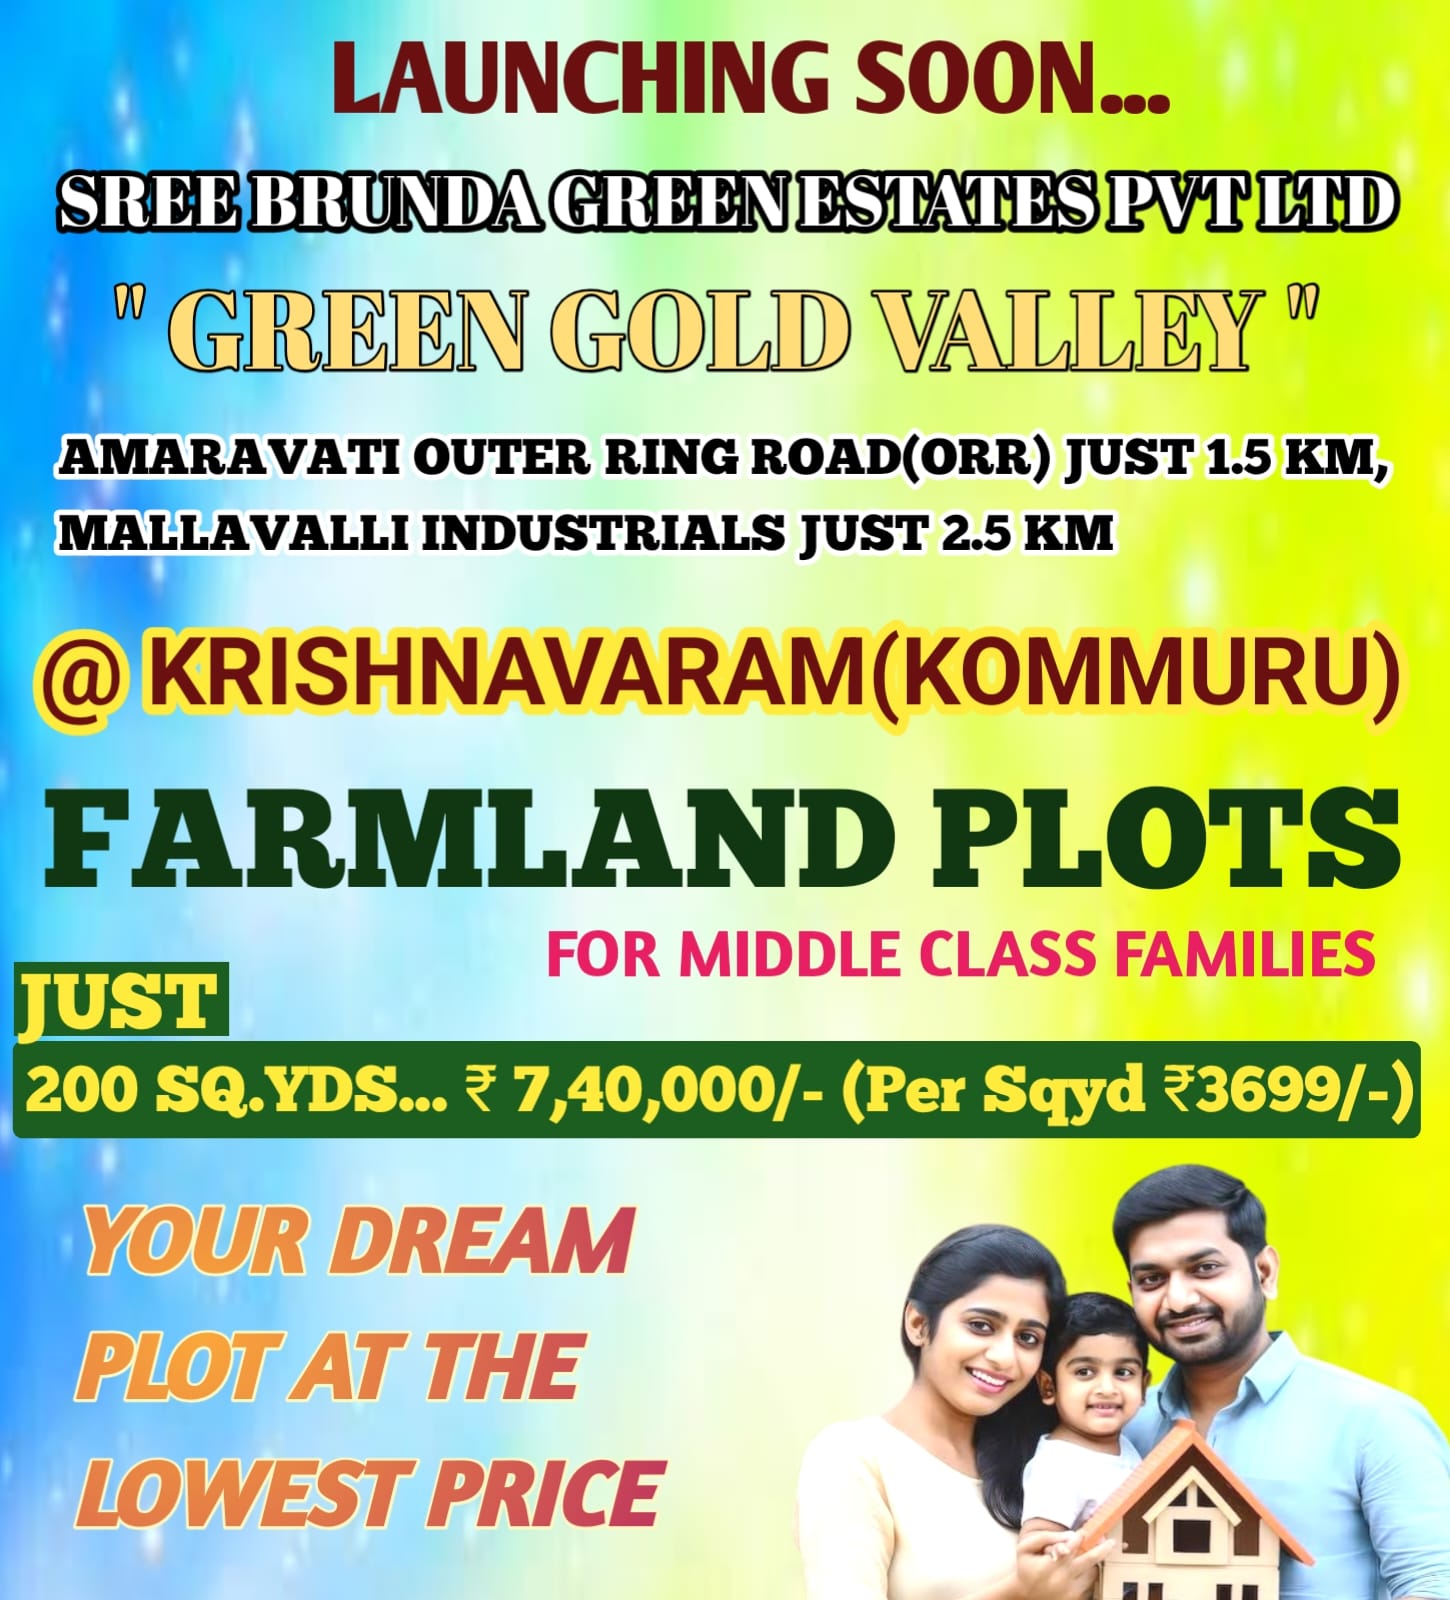 LAUNCHING SOON...
SREE BRUNDA GREEN ESTATES PVT LTD
" GREEN GOLD VALLEY "
AMARAVATI OUTER RING ROAD(ORR) JUST 1.5 KM,
MALLAVALLI INDUSTRIALS JUST 2.5 KM
@ KRISHNAVARAM(KOMMURU)
FARMLAND PLOTS
FOR MIDDLE CLASS FAMILIES
JUST
200 SQ.YDS... ₹ 7,40,000/- (Per Sqyd ₹3699/-)
YOUR DREAM
PLOT AT THE
LOWEST PRICE